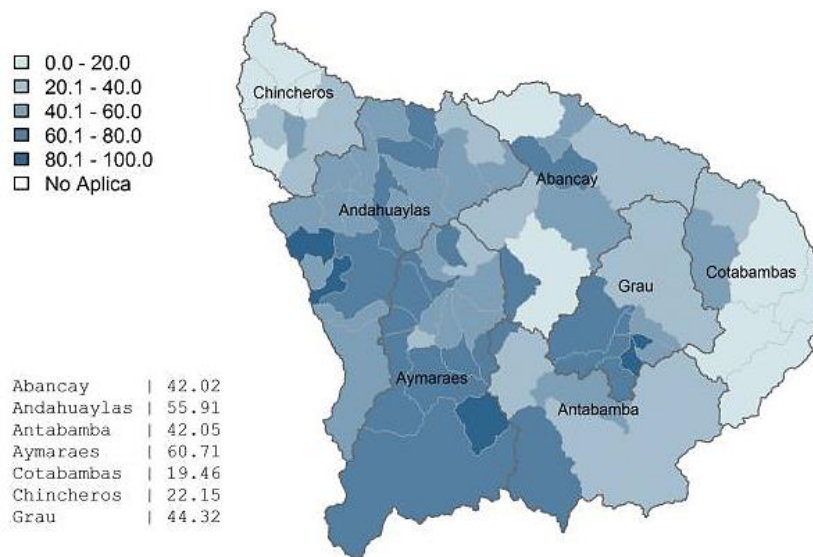 0.0 - 20.0
20.1 - 40.0
40.1 - 60.0
60.1 - 80.0
80.1 - 100.0
No Aplica
Chincheros
Abancay
Andahuaylas
Cotabambas
Grau
Aymaraes
Antabamba
Abancay | 42.02
Andahuaylas | 55.91
Antabamba | 42.05
Aymaraes | 60.71
Cotabambas | 19.46
Chincheros | 22.15
Grau | 44.32